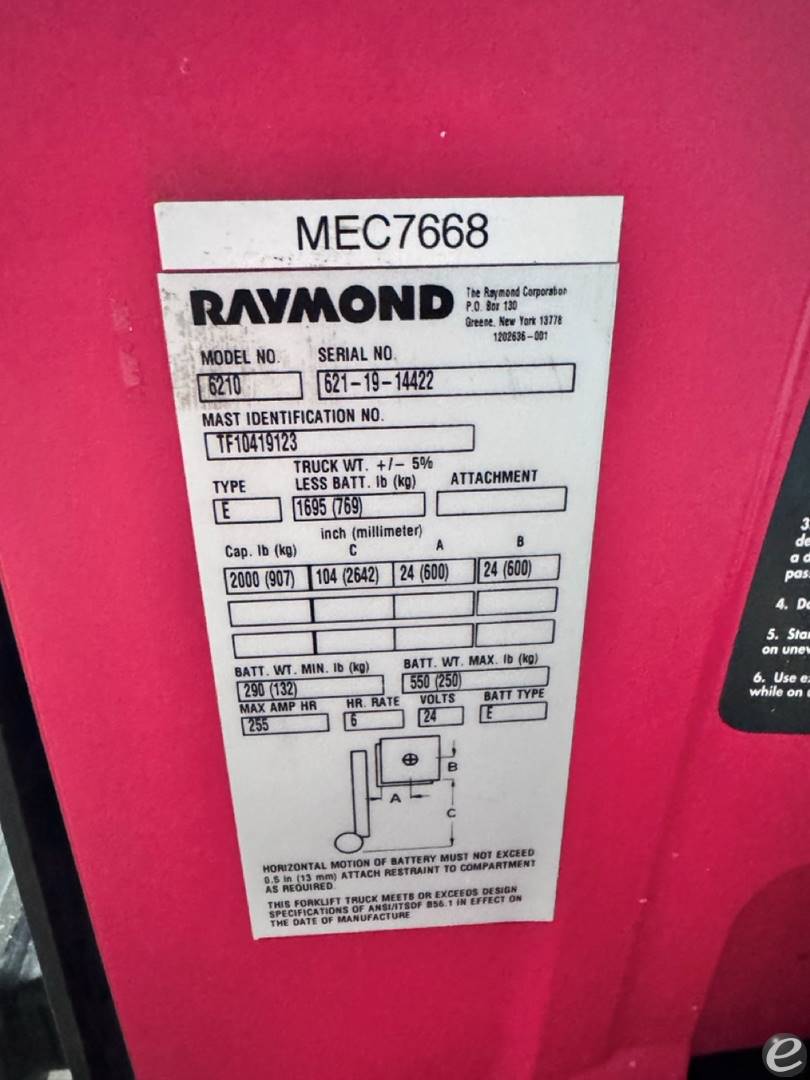 MEC7668
RAYMOND
The Raymond Corporation
P.O. Box 130
Greene, New York 13778
1202636-001
MODEL NO. SERIAL NO.
6210 621-19-14422
MAST IDENTIFICATION NO.
TF10419123
TRUCK WT. +/- 5%
TYPE LESS BATT. lb (kg) ATTACHMENT
E 1695 (769)
inch (millimeter)
Cap. lb (kg) C A B
2000 (907) 104 (2642) 24 (600) 24 (600)
BATT. WT. MIN. lb (kg) BATT. WT. MAX. lb (kg)
290 (132) 550 (250)
MAX AMP HR HR. RATE VOLTS BATT TYPE
255 6 24 E
B
A
C
HORIZONTAL MOTION OF BATTERY MUST NOT EXCEED
0.5 in (13 mm) ATTACH RESTRAINT TO COMPARTMENT
AS REQUIRED.
THIS FORKLIFT TRUCK MEETS OR EXCEEDS DESIGN
SPECIFICATIONS OF ANSI/ITSDF B56.1 IN EFFECT ON
THE DATE OF MANUFACTURE
3.
a
4.
5.
on
6. Use
while on
e